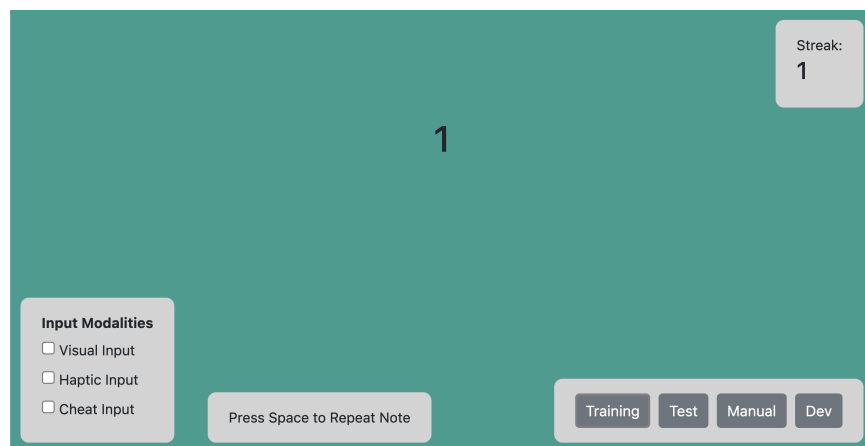 Streak:
1
1
Input Modalities
Visual Input
Haptic Input
Cheat Input
Press Space to Repeat Note
Training Test Manual Dev